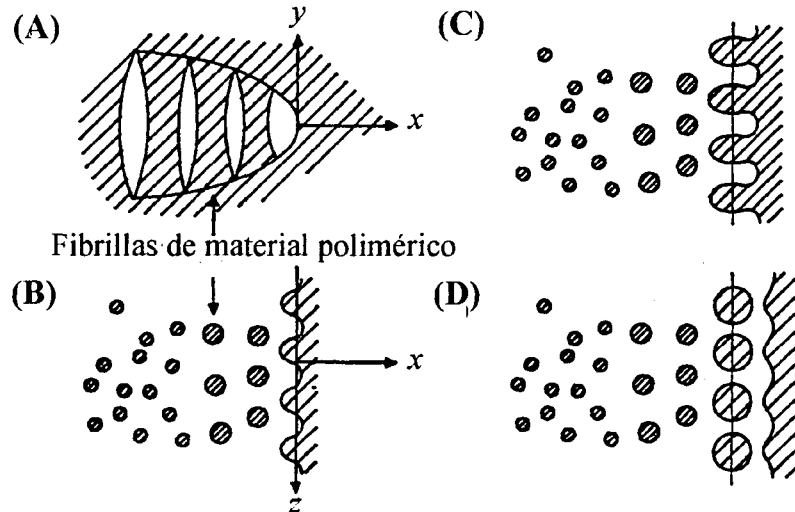 (A)
y
x
Fibrillas de material polimérico
(B)
x
z
(C)
(D)